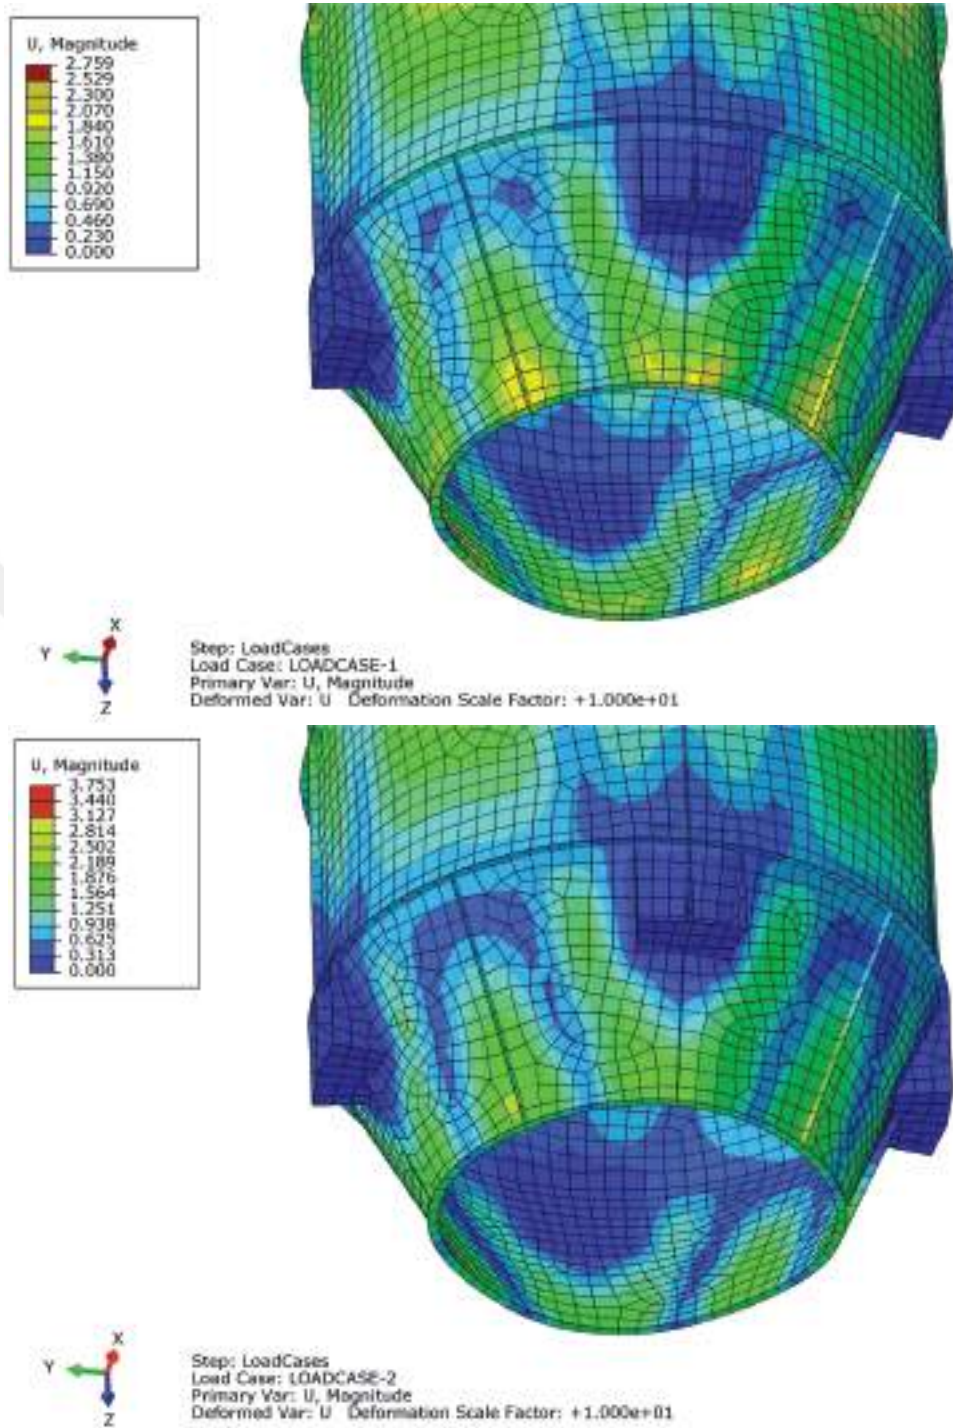 U, Magnitude
2.759
2.529
2.300
2.070
1.840
1.610
1.380
1.150
0.920
0.690
0.460
0.230
0.000
X
Y
Z
Step: LoadCases
Load Case: LOADCASE-1
Primary Var: U, Magnitude
Deformed Var: U Deformation Scale Factor: +1.000e+01
U, Magnitude
3.753
3.440
3.127
2.814
2.502
2.189
1.876
1.564
1.251
0.938
0.625
0.313
0.000
X
Y
Z
Step: LoadCases
Load Case: LOADCASE-2
Primary Var: U, Magnitude
Deformed Var: U Deformation Scale Factor: +1.000e+01